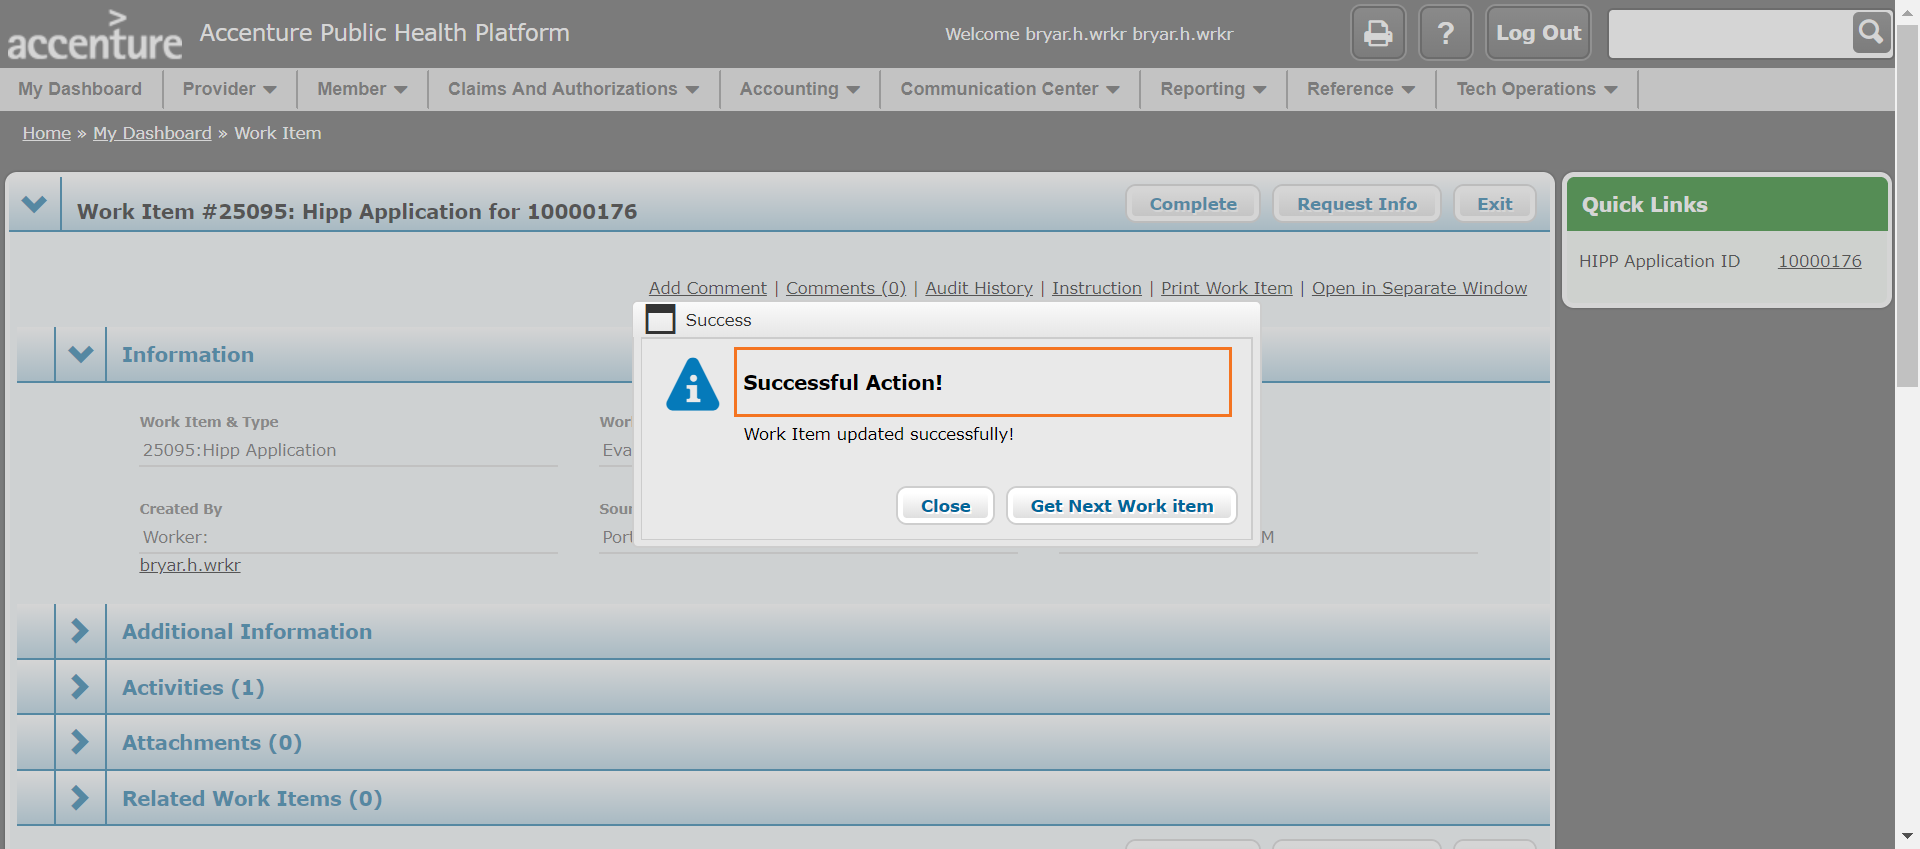 accenture
Accenture Public Health Platform
Welcome bryar.h.wrkr bryar.h.wrkr
?
Log Out
My Dashboard
Provider
Member
Claims And Authorizations
Accounting
Communication Center
Reporting
Reference
Tech Operations
Home » My Dashboard » Work Item
Work Item #25095: Hipp Application for 10000176
Complete
Request Info
Exit
Quick Links
HIPP Application ID 10000176
Add Comment | Comments (0) | Audit History | Instruction | Print Work Item | Open in Separate Window
Success
Information
Successful Action!
Work Item updated successfully!
Close
Get Next Work item
Work Item & Type
25095:Hipp Application
Created By
Worker:
bryar.h.wrkr
Additional Information
Activities (1)
Attachments (0)
Related Work Items (0)